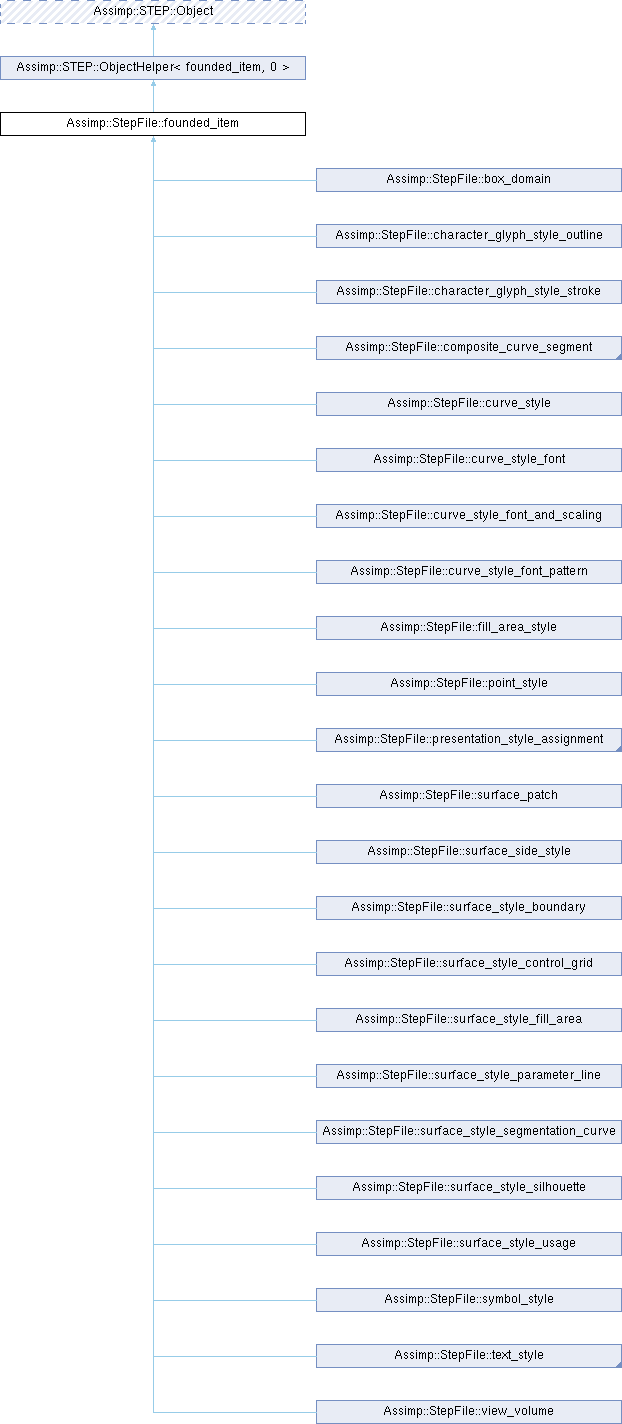 Assimp::STEP::Object
Assimp::STEP::ObjectHelper< founded_item, 0 >
Assimp::StepFile::founded_item
Assimp::StepFile::box_domain
Assimp::StepFile::character_glyph_style_outline
Assimp::StepFile::character_glyph_style_stroke
Assimp::StepFile::composite_curve_segment
Assimp::StepFile::curve_style
Assimp::StepFile::curve_style_font
Assimp::StepFile::curve_style_font_and_scaling
Assimp::StepFile::curve_style_font_pattern
Assimp::StepFile::fill_area_style
Assimp::StepFile::point_style
Assimp::StepFile::presentation_style_assignment
Assimp::StepFile::surface_patch
Assimp::StepFile::surface_side_style
Assimp::StepFile::surface_style_boundary
Assimp::StepFile::surface_style_control_grid
Assimp::StepFile::surface_style_fill_area
Assimp::StepFile::surface_style_parameter_line
Assimp::StepFile::surface_style_segmentation_curve
Assimp::StepFile::surface_style_silhouette
Assimp::StepFile::surface_style_usage
Assimp::StepFile::symbol_style
Assimp::StepFile::text_style
Assimp::StepFile::view_volume